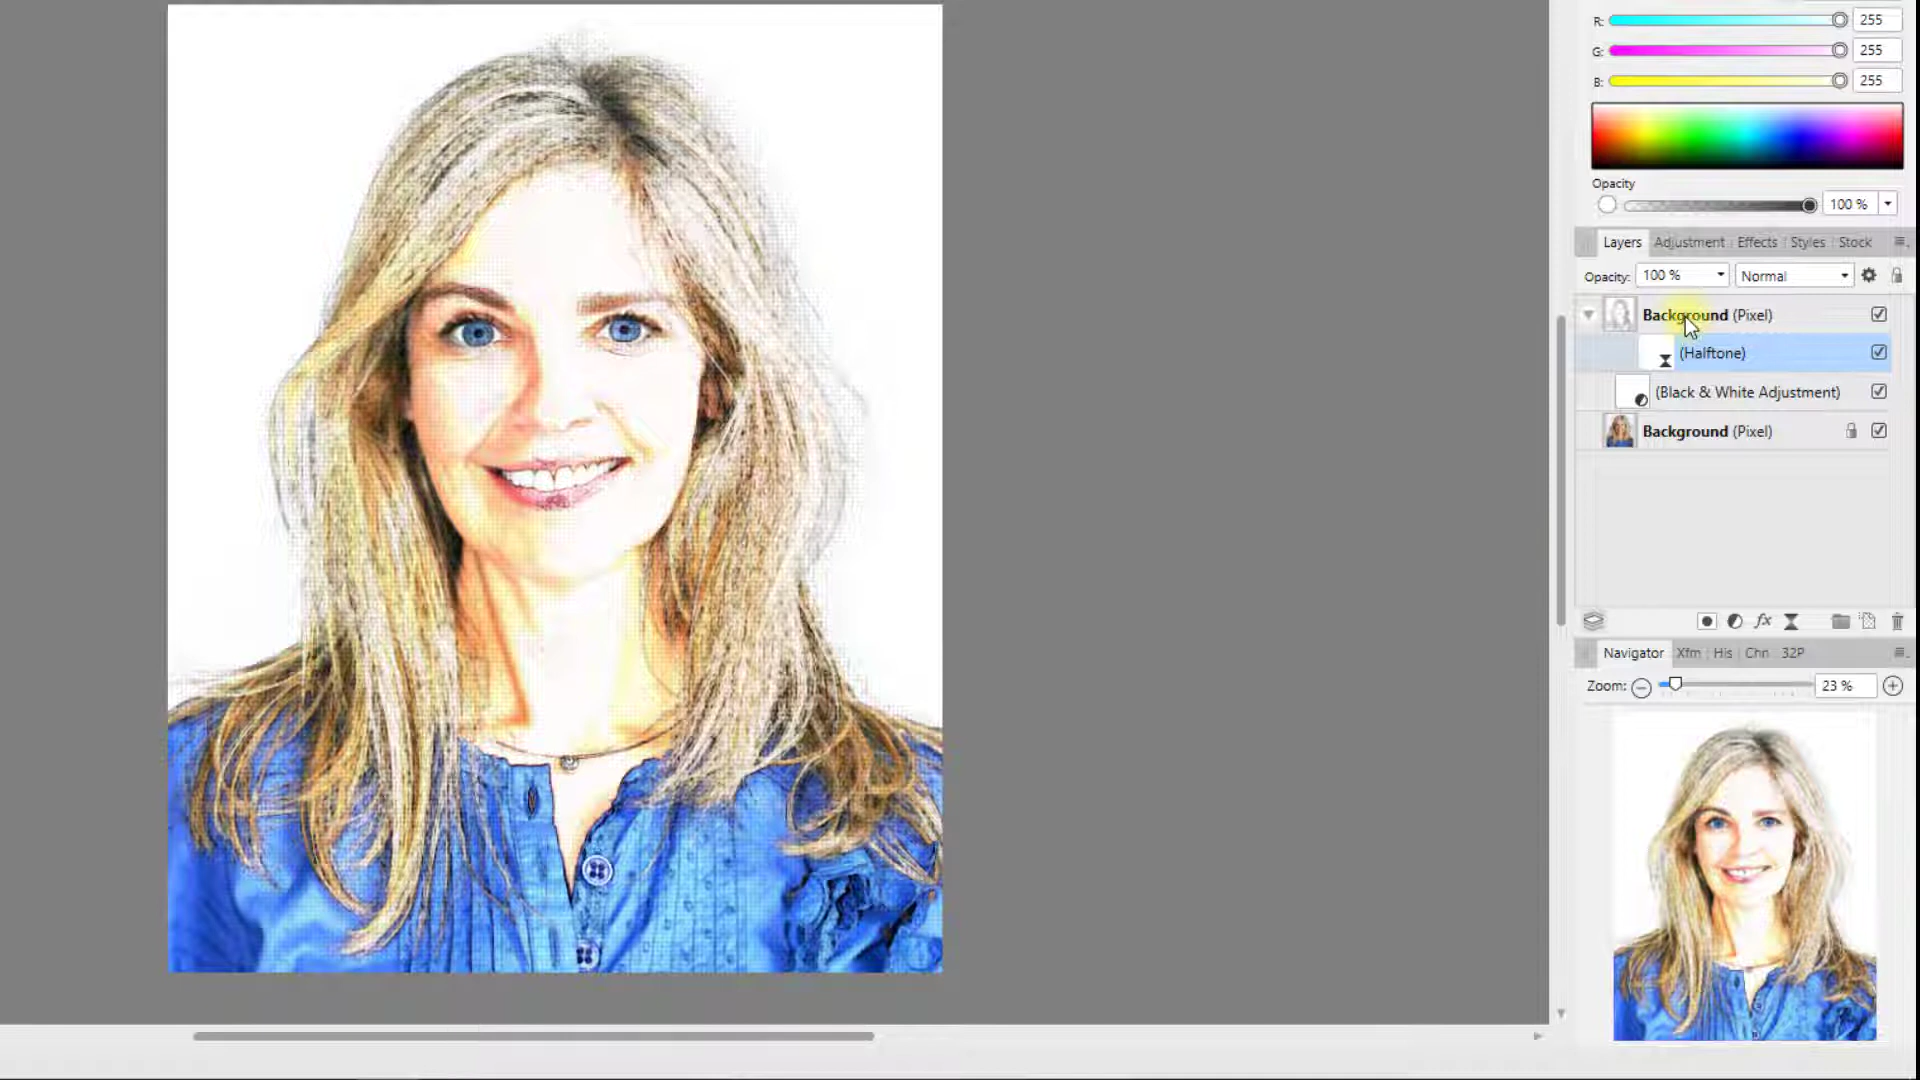 R: 255
G: 255
B: 255
Opacity
100 %
Layers Adjustment Effects Styles Stock
Opacity: 100 % Normal
Background (Pixel)
(Halftone)
(Black & White Adjustment)
Background (Pixel)
fx
Navigator Xfm His Chn 32P
Zoom: 23 %